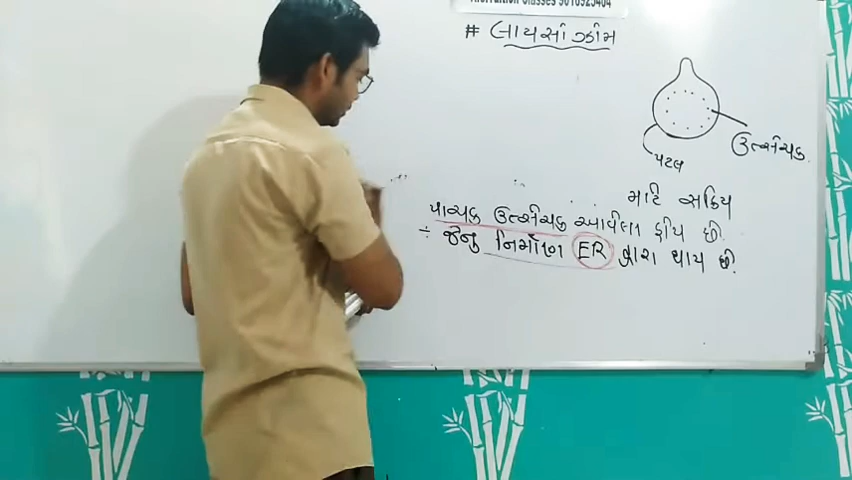 # લાયસોઝોમ
ઉત્સેચક
પટલ
માટે સક્રિય
પાચક ઉત્સેચક આવેલા હોય છે.
÷ જેનુ નિર્માણ ER દ્વારા થાય છે.